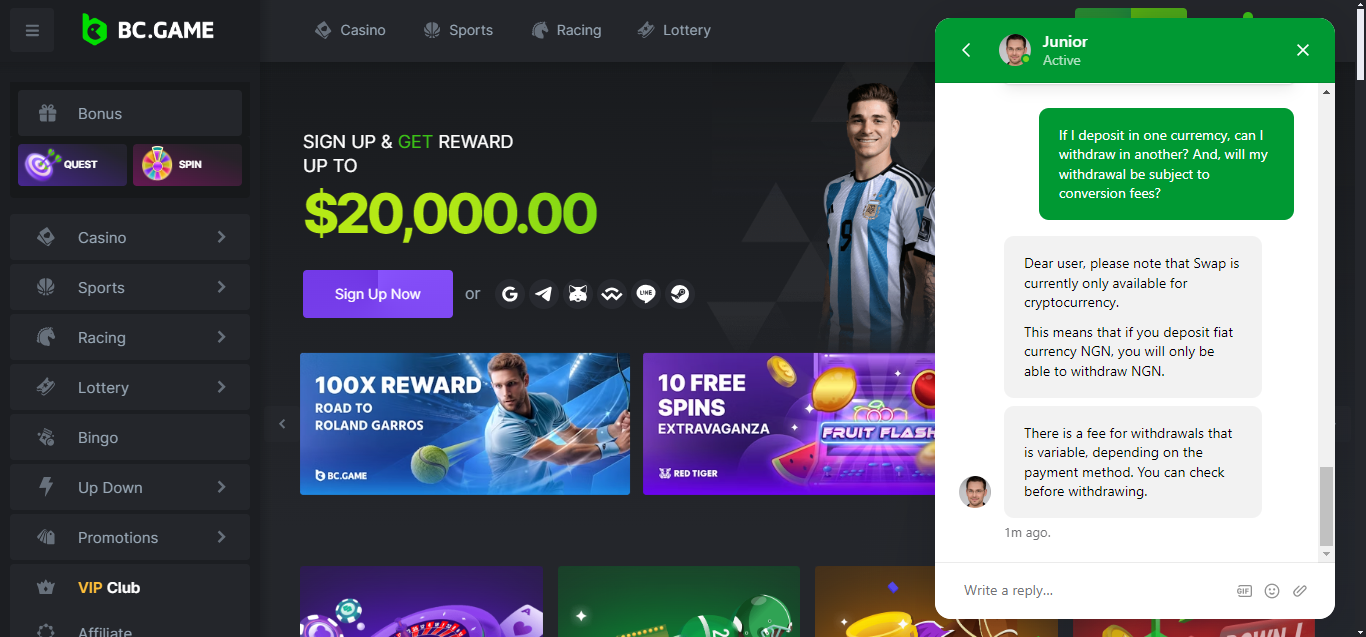 BC.GAME
Casino
Sports
Racing
Lottery
Bonus
QUEST
SPIN
Casino
Sports
Racing
Lottery
Bingo
Up Down
Promotions
VIP Club
Affiliate
SIGN UP & GET REWARD
UP TO
$20,000.00
Sign Up Now
or
G
LINE
9
100X REWARD
ROAD TO
ROLAND GARROS
BC.GAME
10 FREE
SPINS
EXTRAVAGANZA
RED TIGER
FRUIT FLASH
2
Junior
Active
If I deposit in one curremcy, can I
withdraw in another? And, will my
withdrawal be subject to
conversion fees?
Dear user, please note that Swap is
currently only available for
cryptocurrency.
This means that if you deposit fiat
currency NGN, you will only be
able to withdraw NGN.
There is a fee for withdrawals that
is variable, depending on the
payment method. You can check
before withdrawing.
1m ago.
Write a reply...
GIF